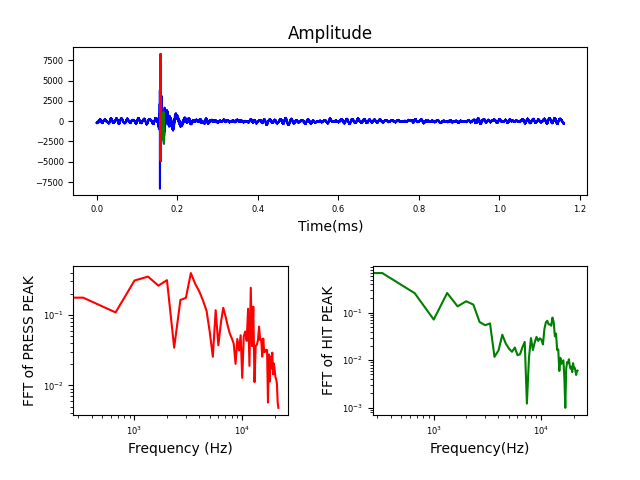 Amplitude
7500
5000
2500
0
−2500
−5000
−7500
0.0 0.2 0.4 0.6 0.8 1.0 1.2
Time(ms)
FFT of PRESS PEAK
10⁻¹
10⁻²
10³ 10⁴
Frequency (Hz)
FFT of HIT PEAK
10⁻¹
10⁻²
10⁻³
10³ 10⁴
Frequency(Hz)